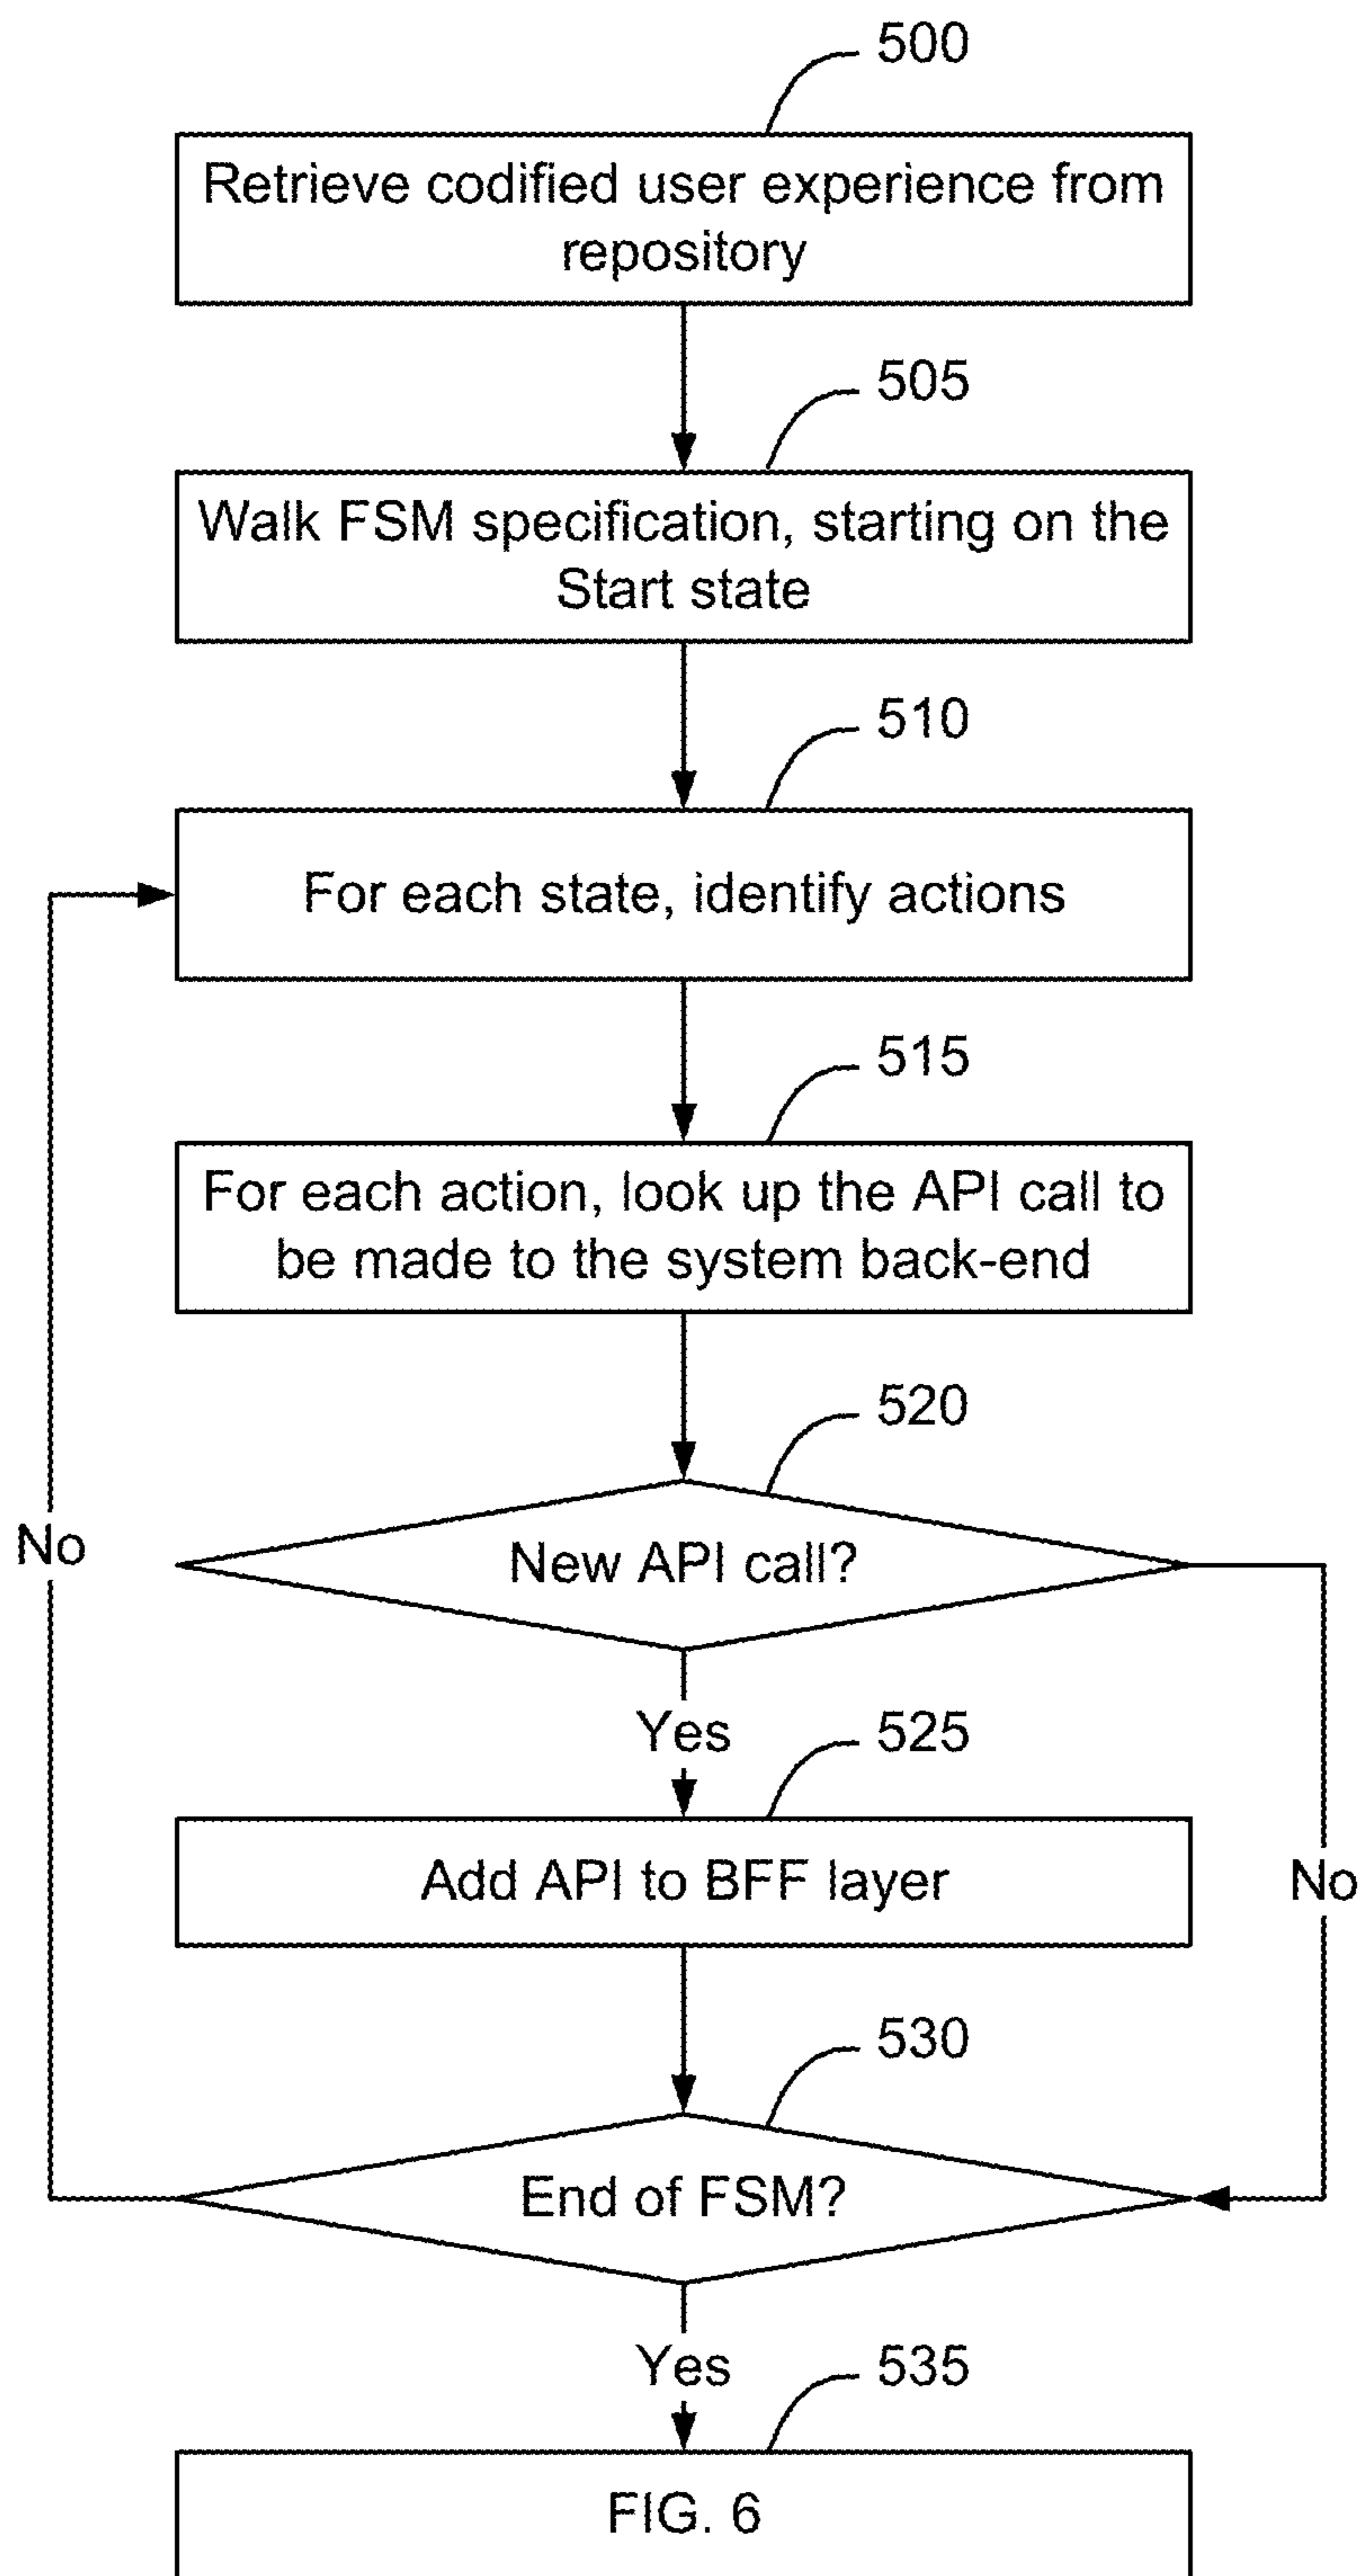 500
Retrieve codified user experience from
repository
505
Walk FSM specification, starting on the
Start state
510
For each state, identify actions
515
For each action, look up the API call to
be made to the system back-end
520
New API call?
No
Yes
525
Add API to BFF layer
No
530
End of FSM?
Yes
535
FIG. 6